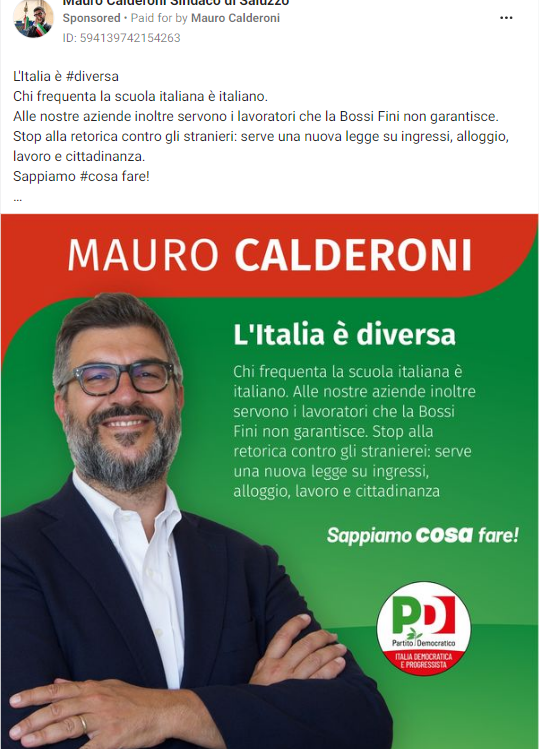 Mauro Calderoni Sindaco di Saluzzo
Sponsored • Paid for by Mauro Calderoni
ID: 594139742154263
L'Italia è #diversa
Chi frequenta la scuola italiana è italiano.
Alle nostre aziende inoltre servono i lavoratori che la Bossi Fini non garantisce.
Stop alla retorica contro gli stranieri: serve una nuova legge su ingressi, alloggio,
lavoro e cittadinanza.
Sappiamo #cosa fare!
...
MAURO CALDERONI
L'Italia è diversa
Chi frequenta la scuola italiana è
italiano. Alle nostre aziende inoltre
servono i lavoratori che la Bossi
Fini non garantisce. Stop alla
retorica contro gli stranierei: serve
una nuova legge su ingressi,
alloggio, lavoro e cittadinanza
Sappiamo cosa fare!
PD
Partito Democratico
ITALIA DEMOCRATICA
E PROGRESSISTA